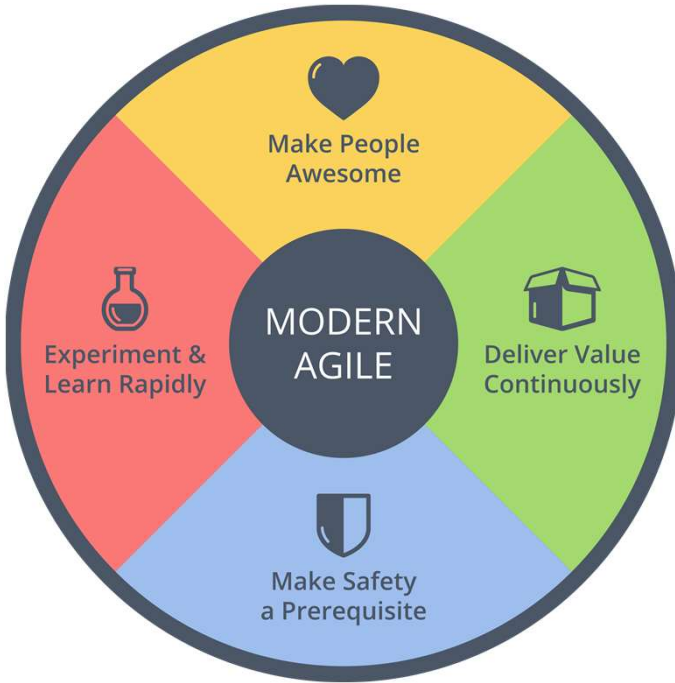 Make People
Awesome
Experiment &
Learn Rapidly
MODERN
AGILE
Deliver Value
Continuously
Make Safety
a Prerequisite